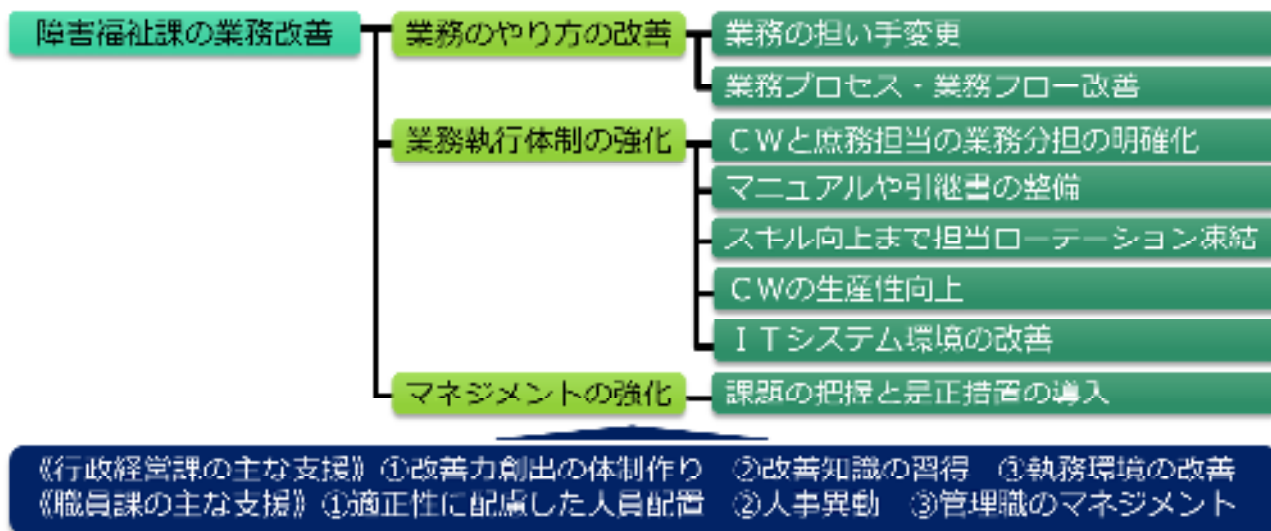 障害福祉課の業務改善
業務のやり方の改善
業務の担い手変更
業務プロセス・業務フロー改善
業務執行体制の強化
ＣＷと庶務担当の業務分担の明確化
マニュアルや引継書の整備
スキル向上まで担当ローテーション凍結
ＣＷの生産性向上
ＩＴシステム環境の改善
マネジメントの強化
課題の把握と是正措置の導入
《行政経営課の主な支援》①改善力創出の体制作り　②改善知識の習得　③執務環境の改善
《職員課の主な支援》①適正性に配慮した人員配置　②人事異動　③管理職のマネジメント